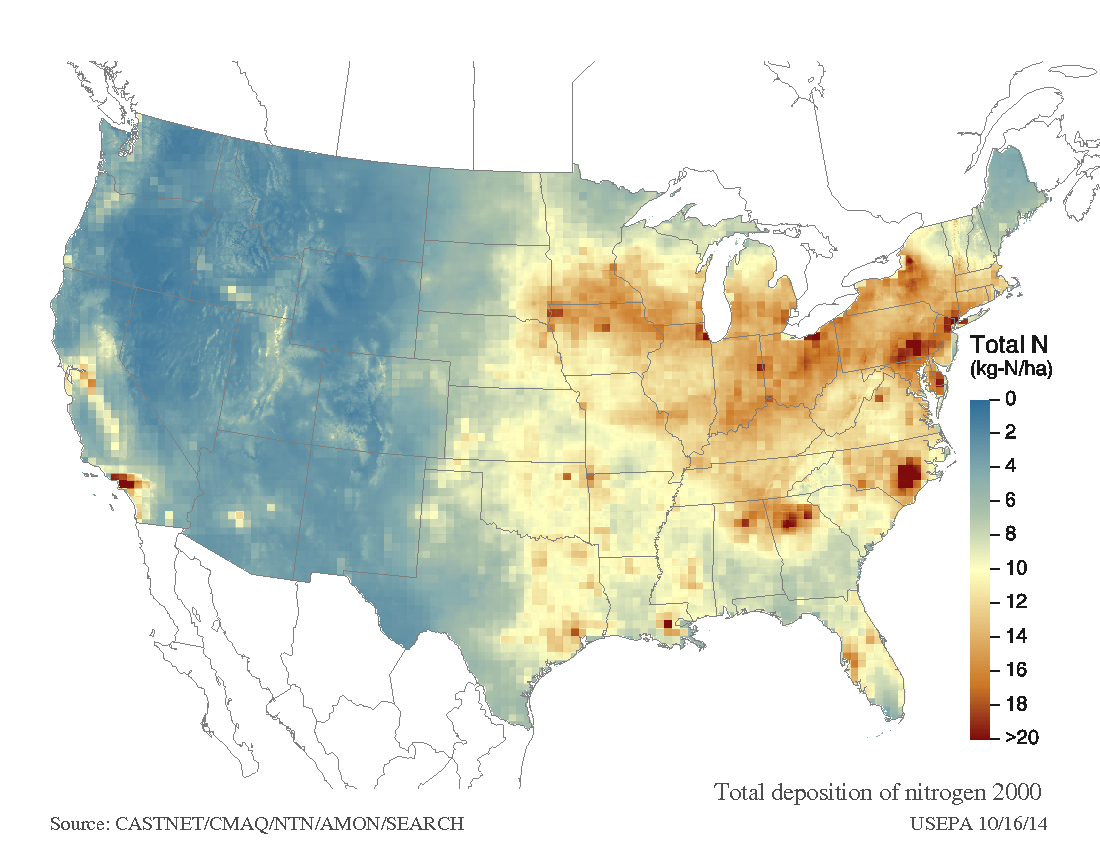 Total N
(kg-N/ha)
0
2
4
6
8
10
12
14
16
18
>20
Total deposition of nitrogen 2000
Source: CASTNET/CMAQ/NTN/AMON/SEARCH
USEPA 10/16/14